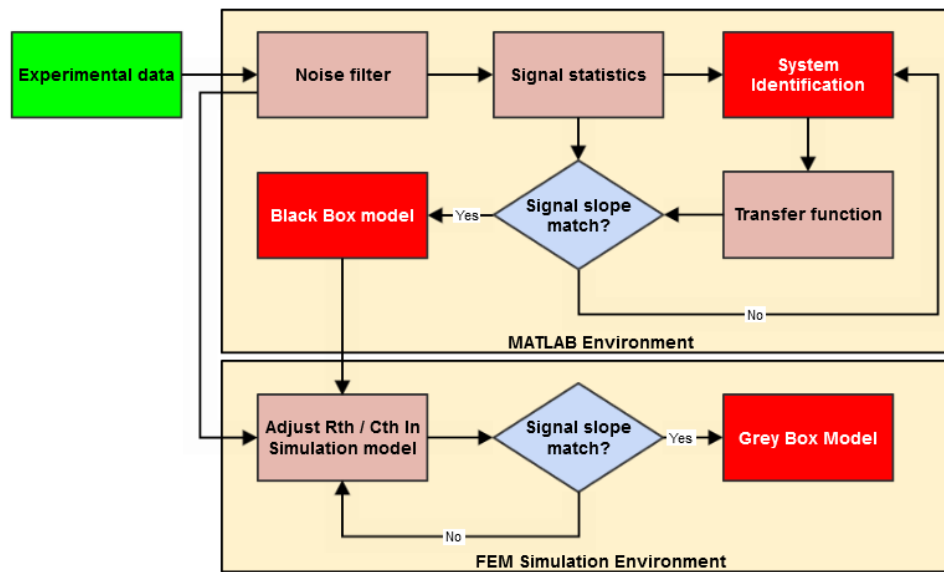 Experimental data
Noise filter
Signal statistics
System
Identification
Black Box model
Yes
Signal slope
match?
Transfer function
No
MATLAB Environment
Adjust Rth / Cth In
Simulation model
Signal slope
match?
Yes
Grey Box Model
No
FEM Simulation Environment